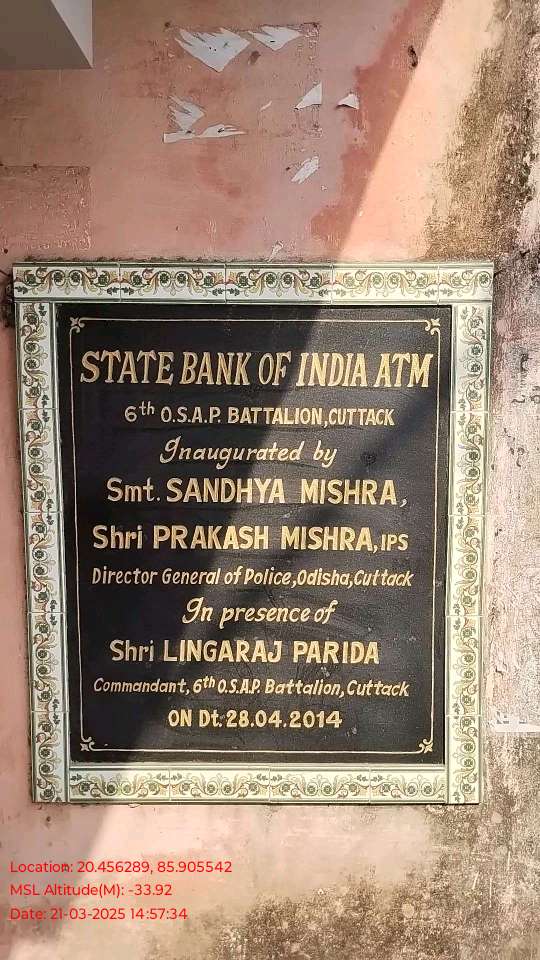 STATE BANK OF INDIA ATM
6th O.S.A.P. BATTALION,CUTTACK
Inaugurated by
Smt. SANDHYA MISHRA,
Shri PRAKASH MISHRA, IPS
Director General of Police,Odisha,Cuttack
In presence of
Shri LINGARAJ PARIDA
Commandant, 6th O.S.A.P. Battalion, Cuttack
ON Dt. 28.04.2014
Location: 20.456289, 85.905542
MSL Altitude(M): -33.92
Date: 21-03-2025 14:57:34